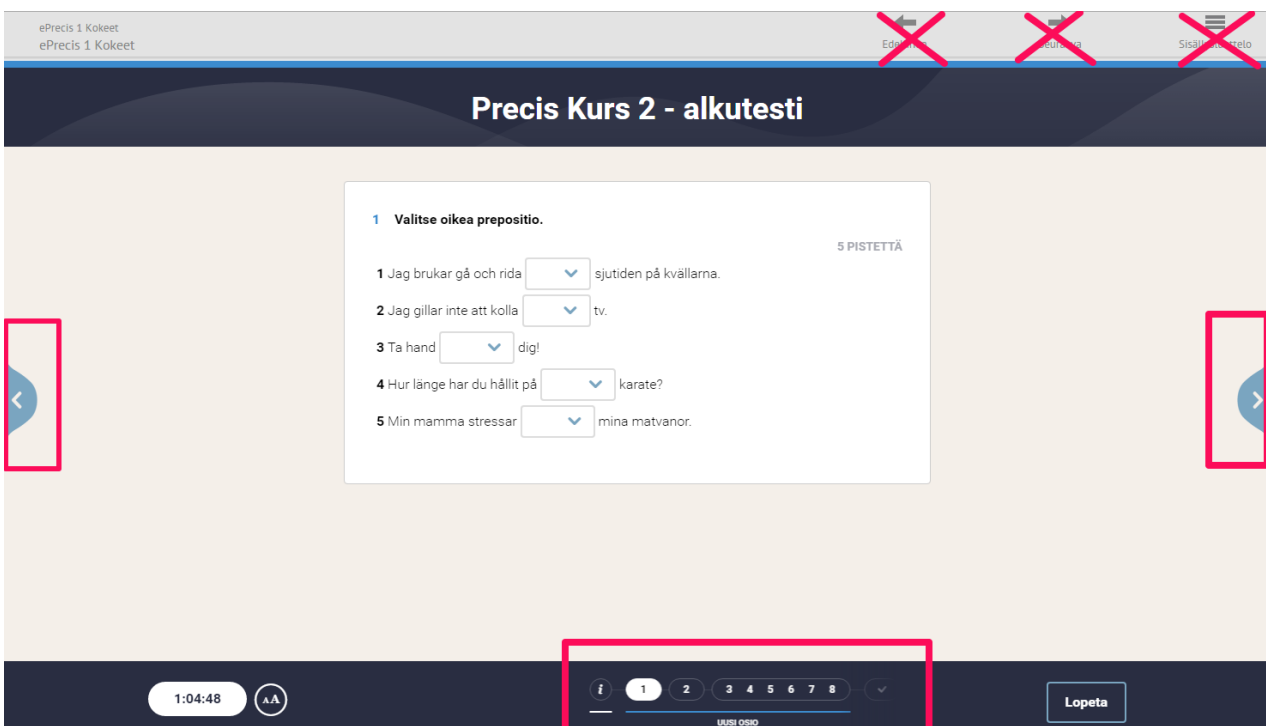 ePrecis 1 Kokeet
ePrecis 1 Kokeet
Precis Kurs 2 - alkutesti
1 Valitse oikea prepositio.
5 PISTETTÄ
1 Jag brukar gå och rida sjutiden på kvällarna.
2 Jag gillar inte att kolla tv.
3 Ta hand dig!
4 Hur länge har du hållit på karate?
5 Min mamma stressar mina matvanor.
1:04:48 AA i 1 2 3 4 5 6 7 8 Lopeta
UUSI OSIO